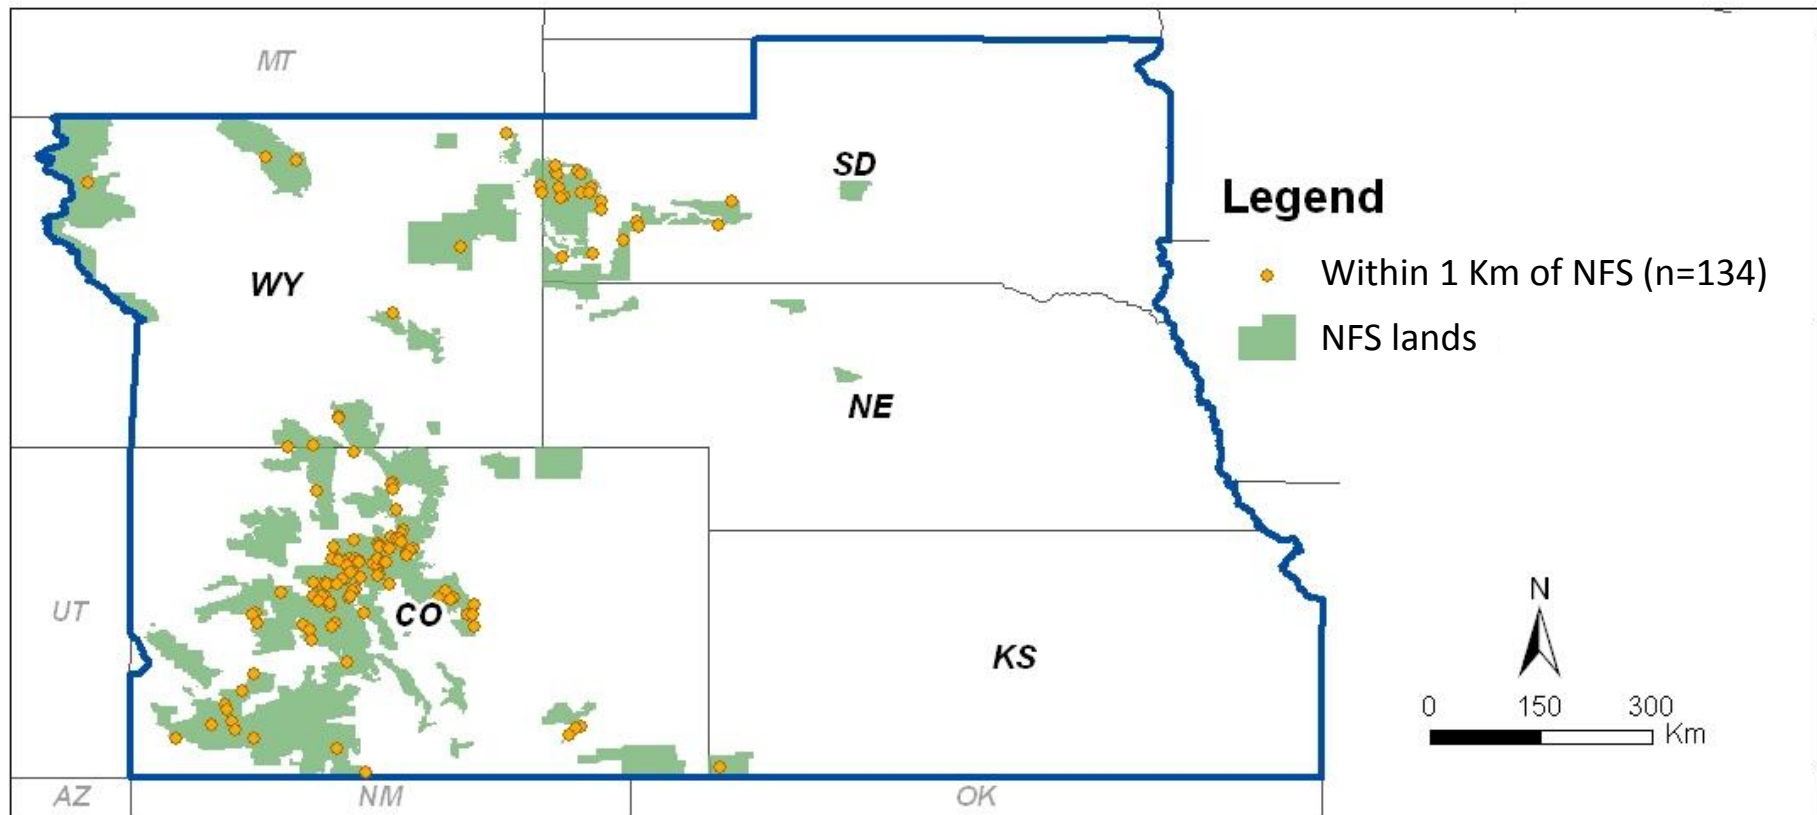 MT
SD
Legend
Within 1 Km of NFS (n=134)
WY
NFS lands
NE
N
UT
CO
KS
0 150 300
Km
AZ
NM
OK